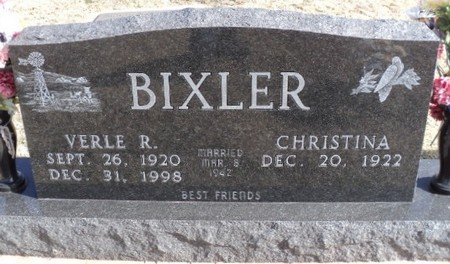 BIXLER
VERLE R.
SEPT. 26, 1920
DEC. 31, 1998
MARRIED
MAR. 8
1942
CHRISTINA
DEC. 20, 1922
BEST FRIENDS